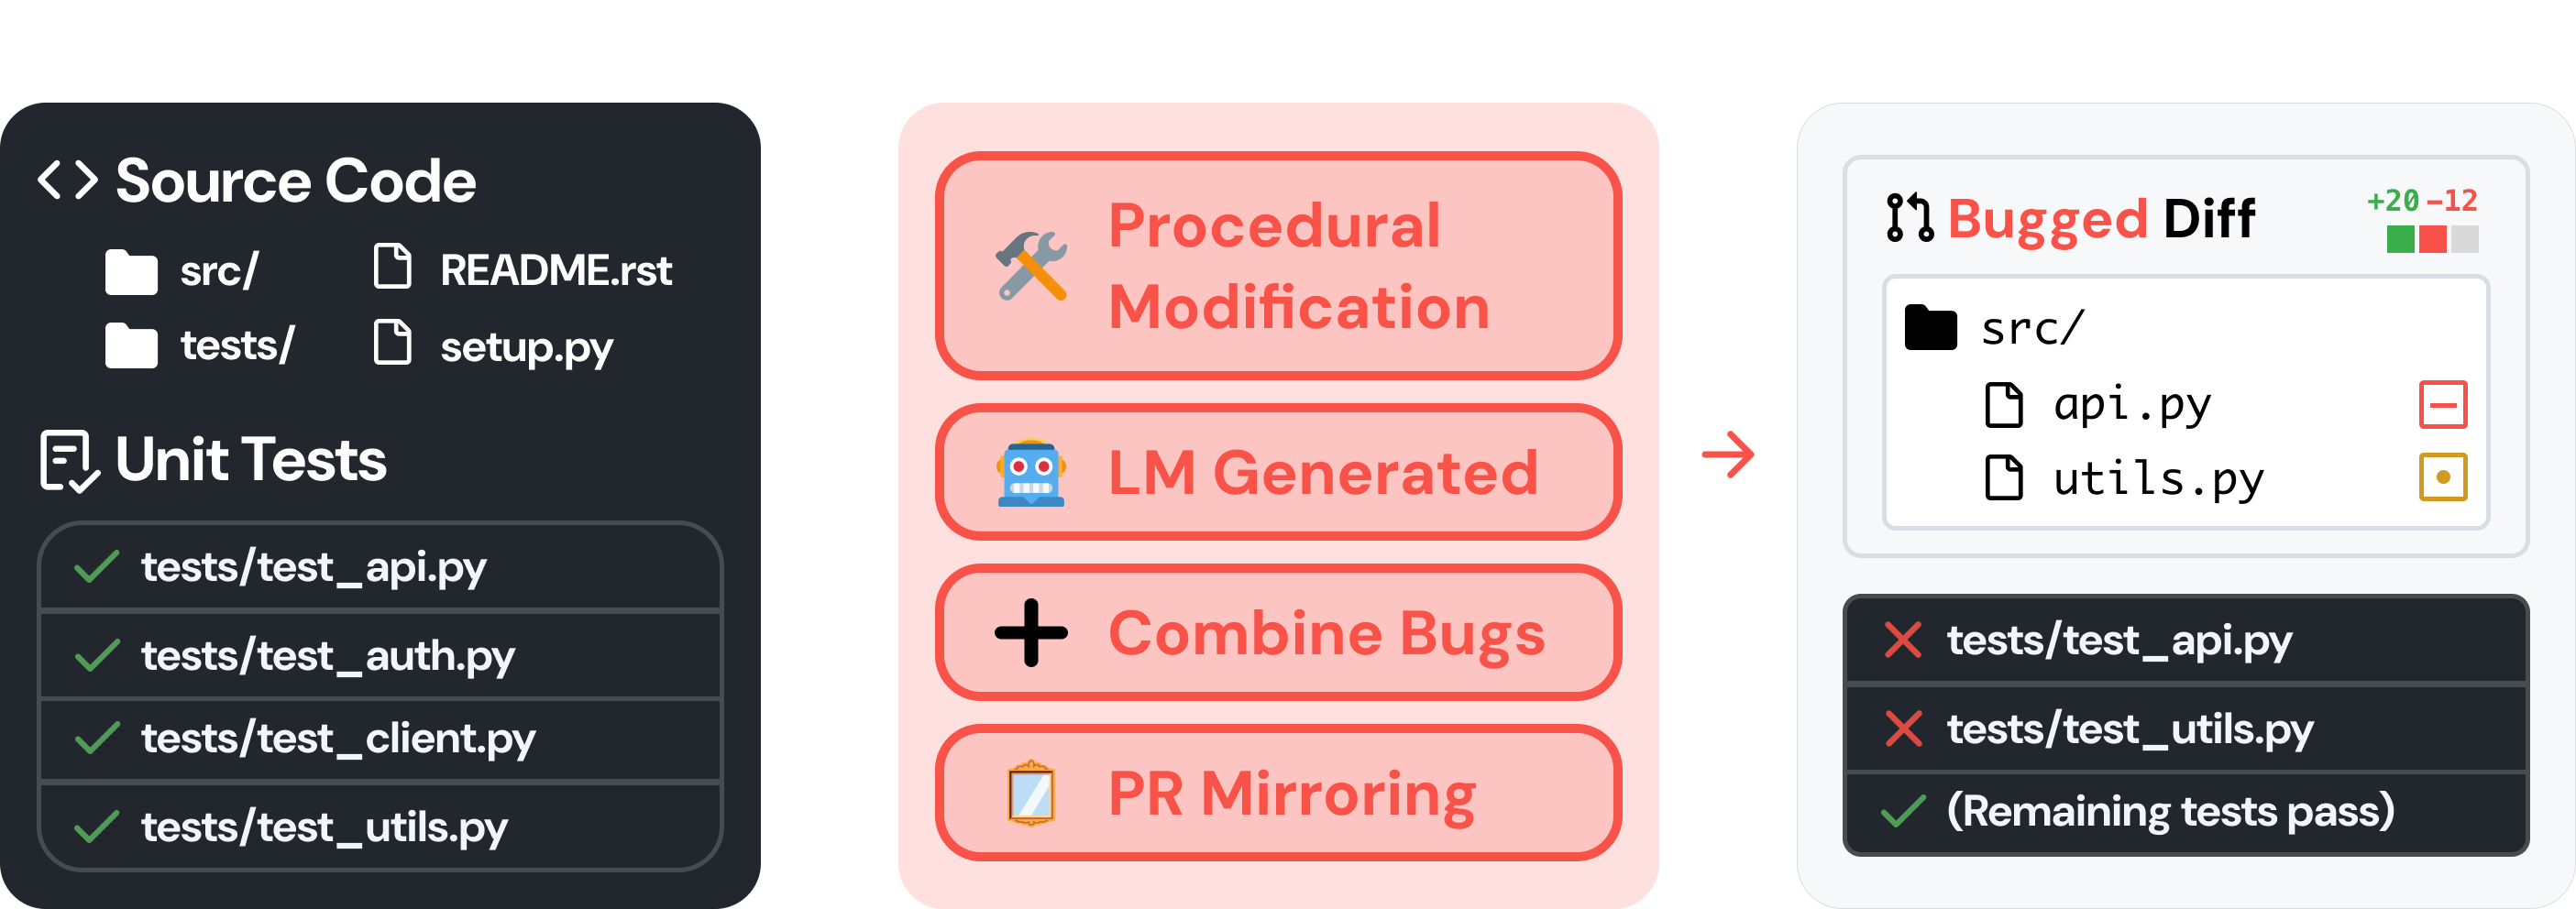 Source Code
src/
README.rst
tests/
setup.py
Unit Tests
tests/test_api.py
tests/test_auth.py
tests/test_client.py
tests/test_utils.py
Procedural
Modification
LM Generated
Combine Bugs
PR Mirroring
Bugged Diff
+20 -12
src/
api.py
utils.py
tests/test_api.py
tests/test_utils.py
(Remaining tests pass)